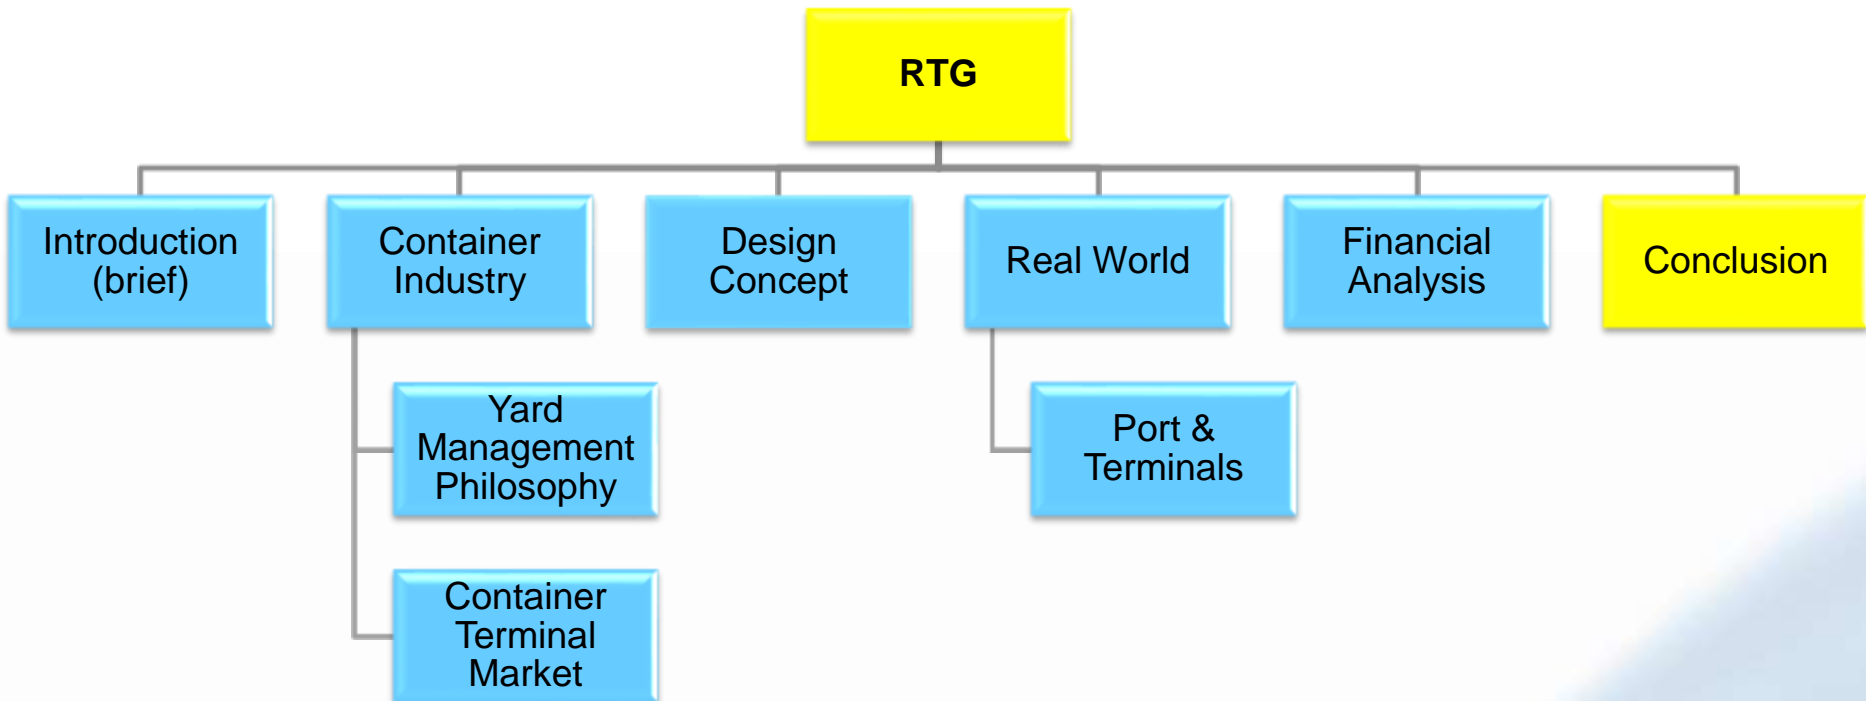 RTG
Introduction
(brief)
Container
Industry
Design
Concept
Real World
Financial
Analysis
Conclusion
Yard
Management
Philosophy
Port &
Terminals
Container
Terminal
Market